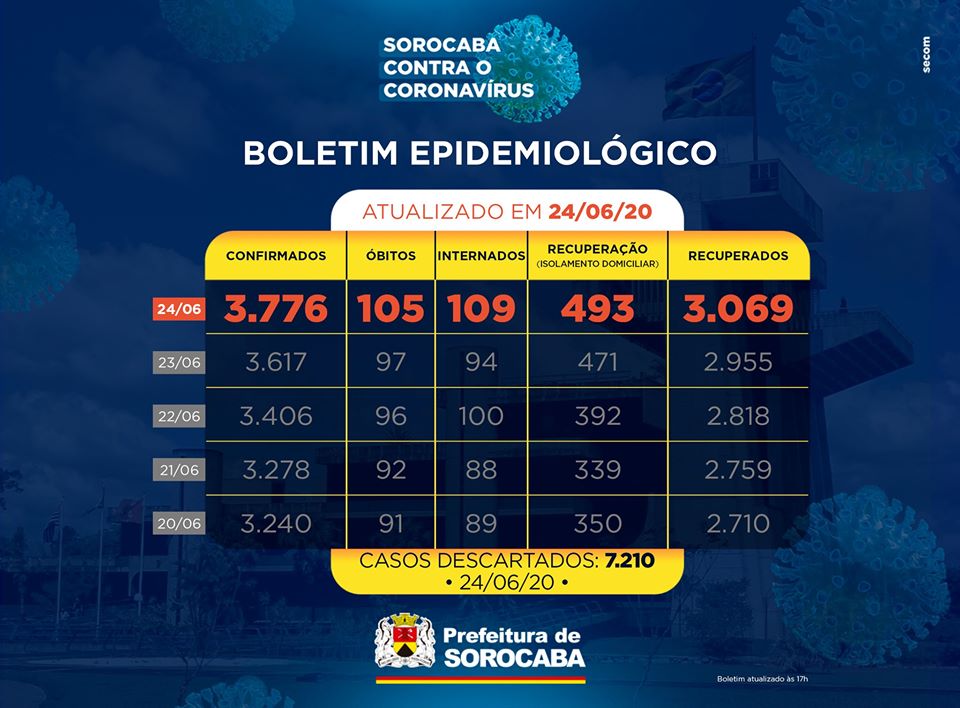 secom
SOROCABA
CONTRA O
CORONAVÍRUS
BOLETIM EPIDEMIOLÓGICO
ATUALIZADO EM 24/06/20
CONFIRMADOS ÓBITOS INTERNADOS RECUPERAÇÃO (ISOLAMENTO DOMICILIAR) RECUPERADOS
24/06 3.776 105 109 493 3.069
23/06 3.617 97 94 471 2.955
22/06 3.406 96 100 392 2.818
21/06 3.278 92 88 339 2.759
20/06 3.240 91 89 350 2.710
CASOS DESCARTADOS: 7.210
• 24/06/20 •
Prefeitura de
SOROCABA
Boletim atualizado às 17h